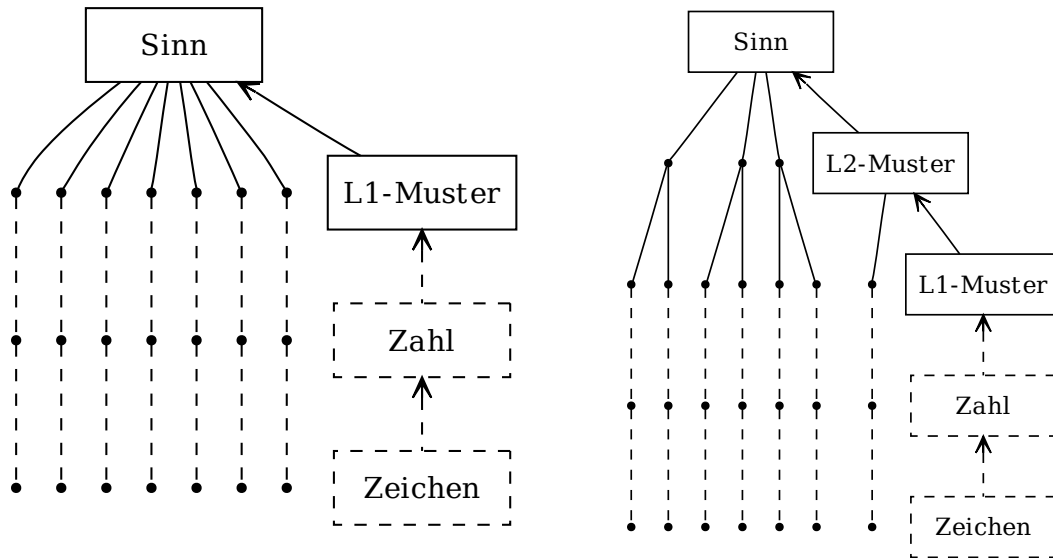 Sinn
L1-Muster
Zahl
Zeichen
Sinn
L2-Muster
L1-Muster
Zahl
Zeichen